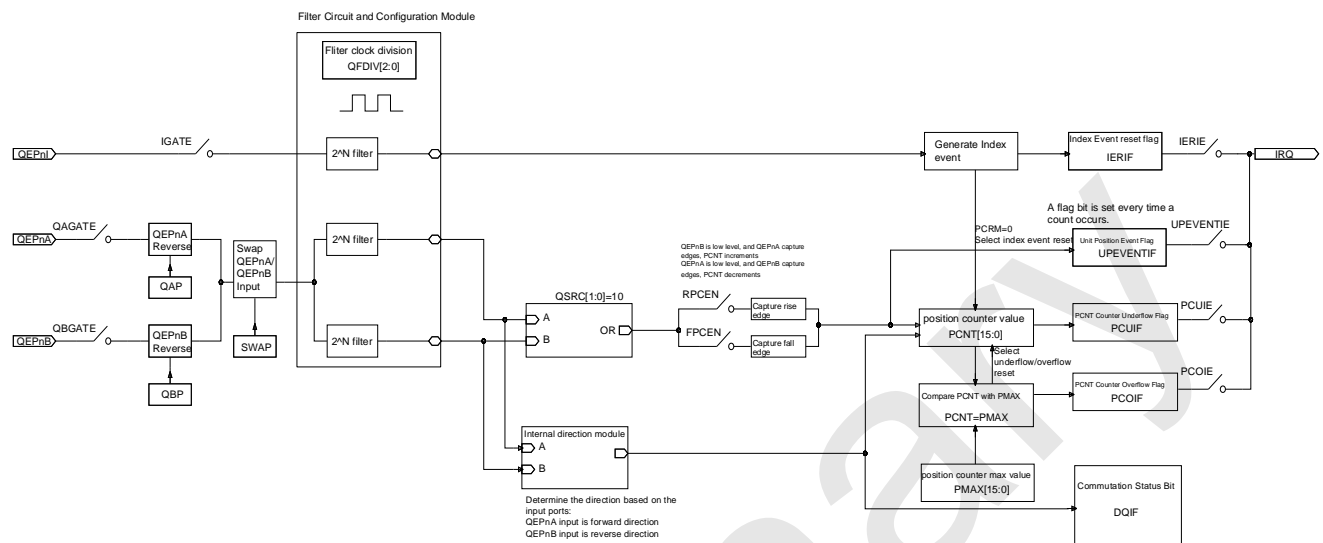 Filter Circuit and Configuration Module
Fliter clock division
QFDIV[2:0]
QEPnI
IGATE
2^N filter
Generate Index
event
Index Event reset flag
IERIF
IERIE
IRQ
QEPnA
QAGATE
QEPnA
Reverse
QAP
Swap
QEPnA/
QEPnB
Input
SWAP
2^N filter
QEPnB
QBGATE
QEPnB
Reverse
QBP
2^N filter
QSRC[1:0]=10
A
B
OR
QEPnB is low level, and QEPnA capture
edges, PCNT increments
QEPnA is low level, and QEPnB capture
edges, PCNT decrements
RPCEN
Capture rise
edge
FPCEN
Capture fall
edge
PCRM=0
Select index event reset
A flag bit is set every time a
count occurs.
Unit Position Event Flag
UPEVENTIF
UPEVENTIE
position counter value
PCNT[15:0]
PCNT Counter Underflow Flag
PCUIF
PCUIE
Select
underflow/overflow
reset
Compare PCNT with PMAX
PCNT=PMAX
PCNT Counter Overflow Flag
PCOIF
PCOIE
position counter max value
PMAX[15:0]
Internal direction module
A
B
Determine the direction based on the
input ports:
QEPnA input is forward direction
QEPnB input is reverse direction
Commutation Status Bit
DQIF